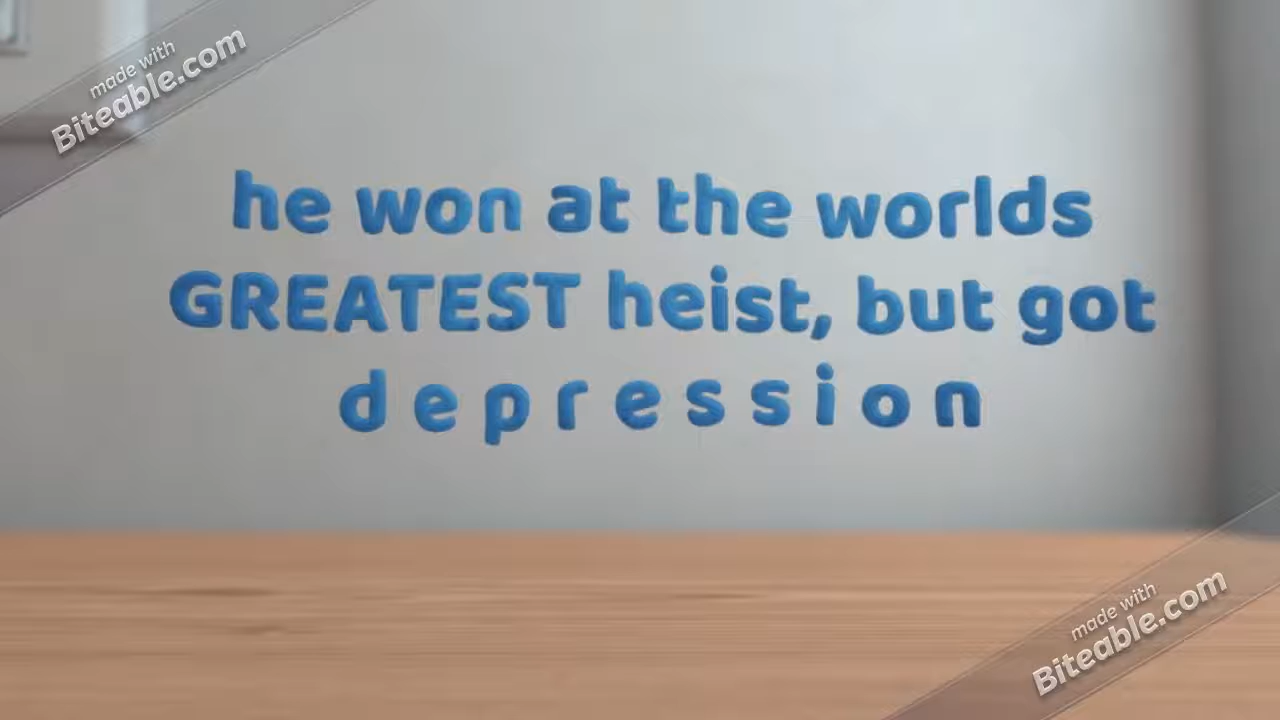 made with
Biteable.com
he won at the worlds
GREATEST heist, but got
d e p r e s s i o n
made with
Biteable.com